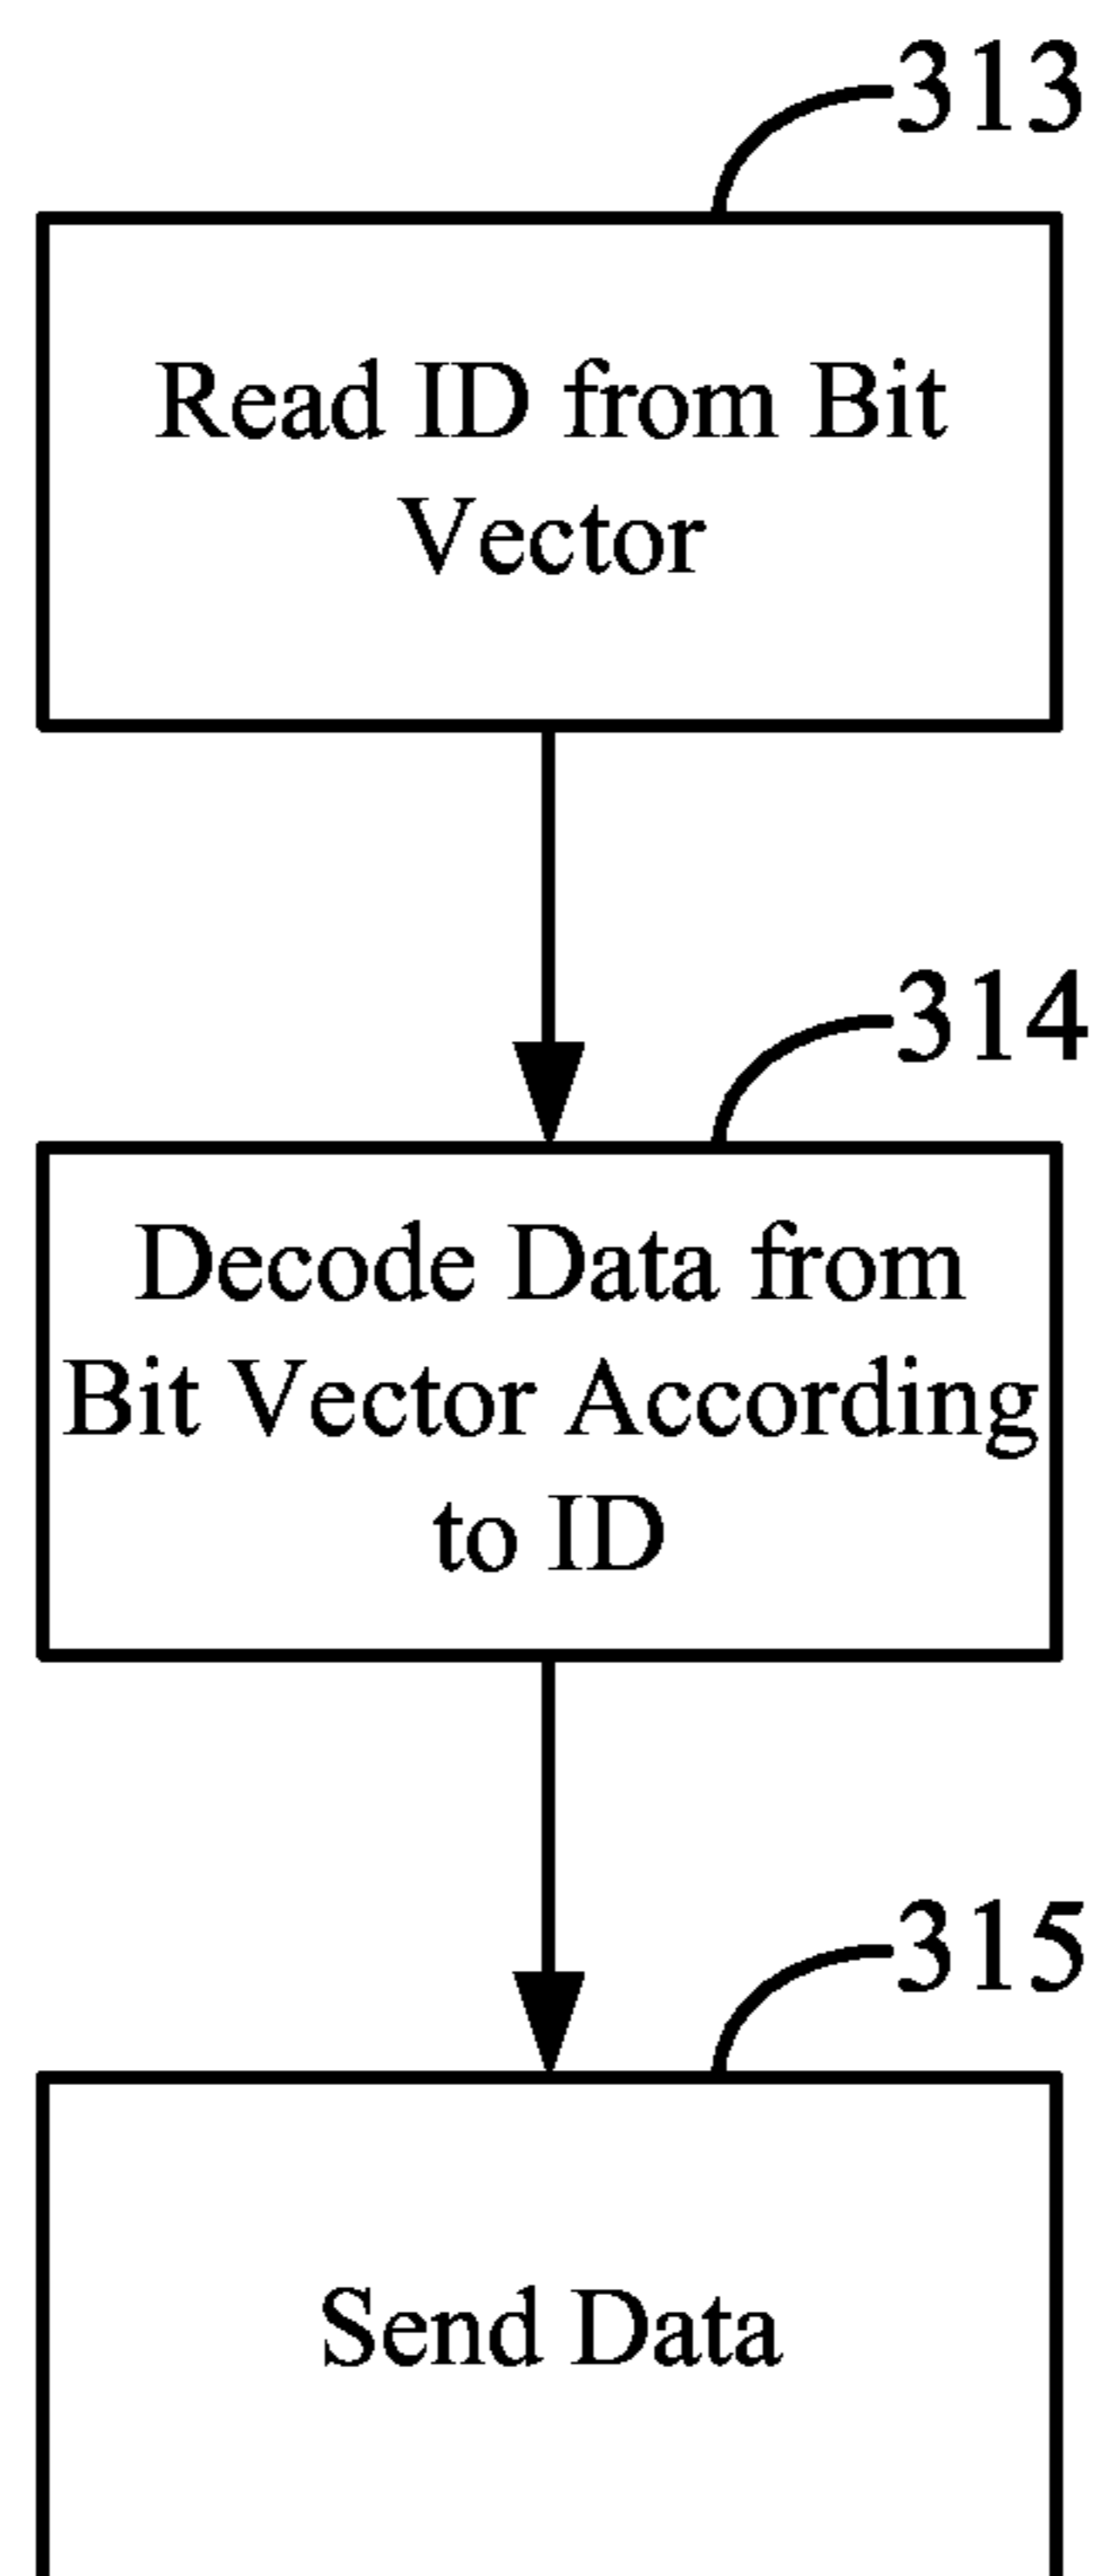 313
Read ID from Bit
Vector
314
Decode Data from
Bit Vector According
to ID
315
Send Data